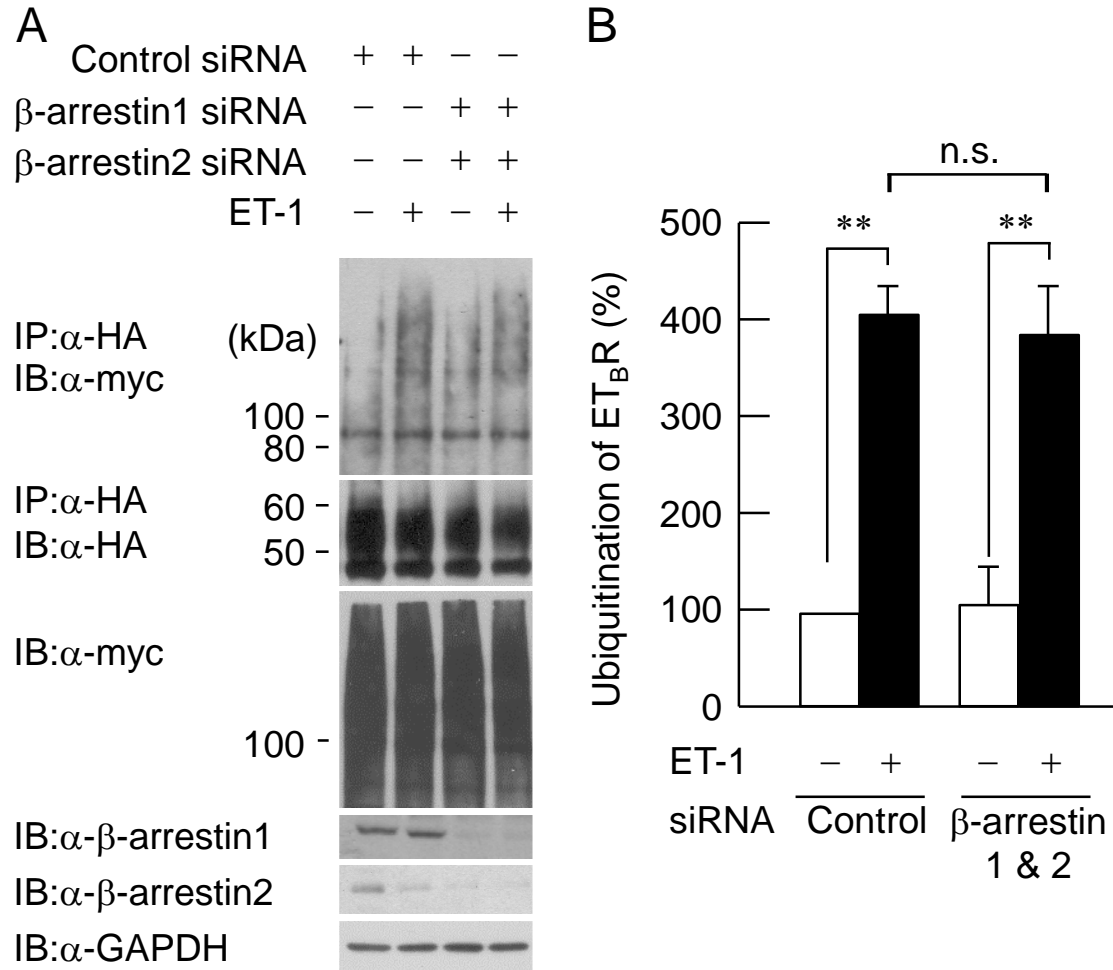 A
Control siRNA + + − −
β-arrestin1 siRNA − − + +
β-arrestin2 siRNA − − + +
ET-1 − + − +
IP:α-HA (kDa)
IB:α-myc
100
80
IP:α-HA 60
IB:α-HA 50
IB:α-myc
100
IB:α-β-arrestin1
IB:α-β-arrestin2
IB:α-GAPDH
B
n.s.
** **
Ubiquitination of ET_BR (%)
500
400
300
200
100
0
ET-1 − + − +
siRNA Control β-arrestin
1 & 2